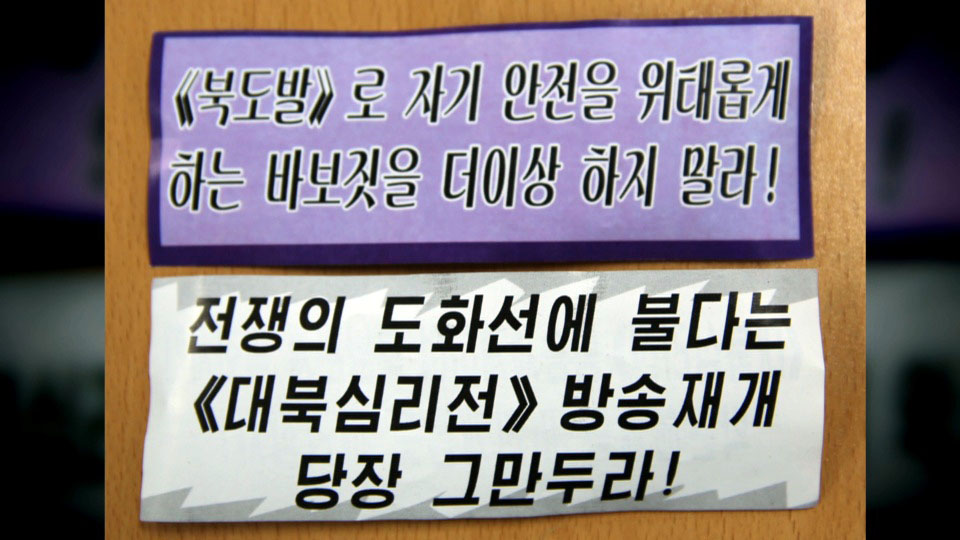 《북도발》로 자기 안전을 위태롭게
하는 바보짓을 더이상 하지 말라!
전쟁의 도화선에 불다는
《대북심리전》방송재개
당장 그만두라!